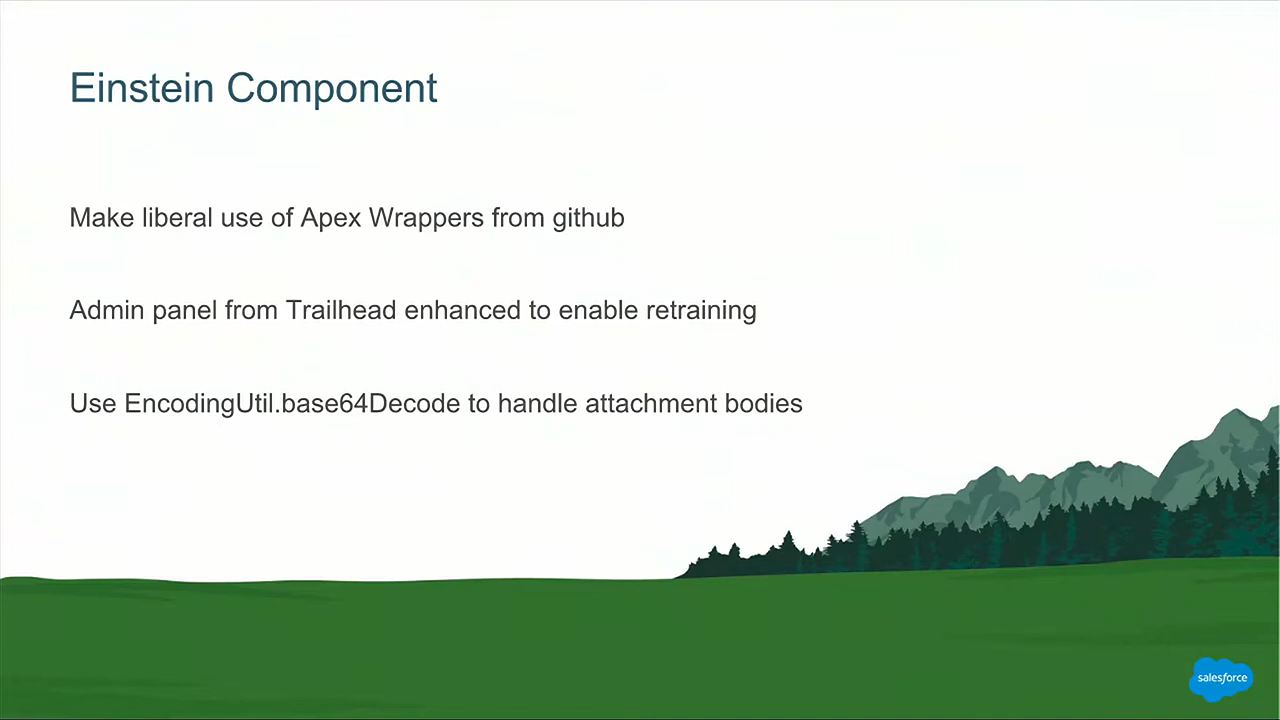 Einstein Component
Make liberal use of Apex Wrappers from github
Admin panel from Trailhead enhanced to enable retraining
Use EncodingUtil.base64Decode to handle attachment bodies
salesforce